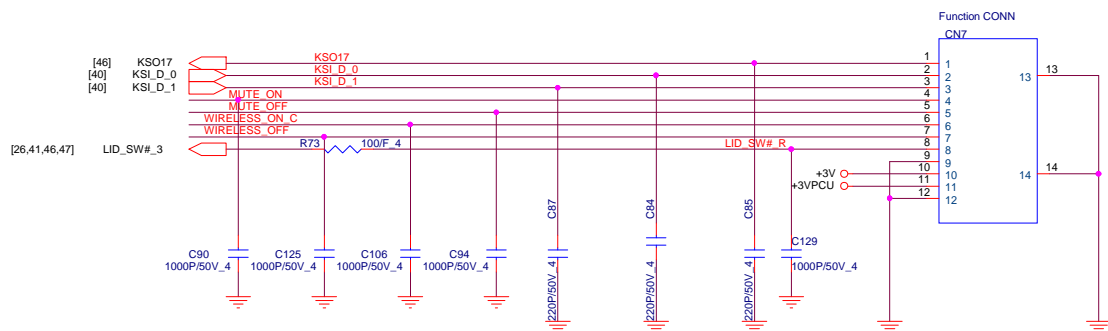 Function CONN
CN7
[46] KSO17 KSO17 1 1
[40] KSI_D_0 KSI_D_0 2 2
[40] KSI_D_1 KSI_D_1 3 3
MUTE_ON 4 4
MUTE_OFF 5 5
WIRELESS_ON_C 6 6
WIRELESS_OFF 7 7
[26,41,46,47] LID_SW#_3 R73 100/F_4 LID_SW#_R 8 8
9 9
+3V 10 10
+3VPCU 11 11
12 12
13 13
14 14
C87
C84
C85
C90
1000P/50V_4
C125
1000P/50V_4
C106
1000P/50V_4
C94
1000P/50V_4
220P/50V_4
220P/50V_4
220P/50V_4
C129
1000P/50V_4